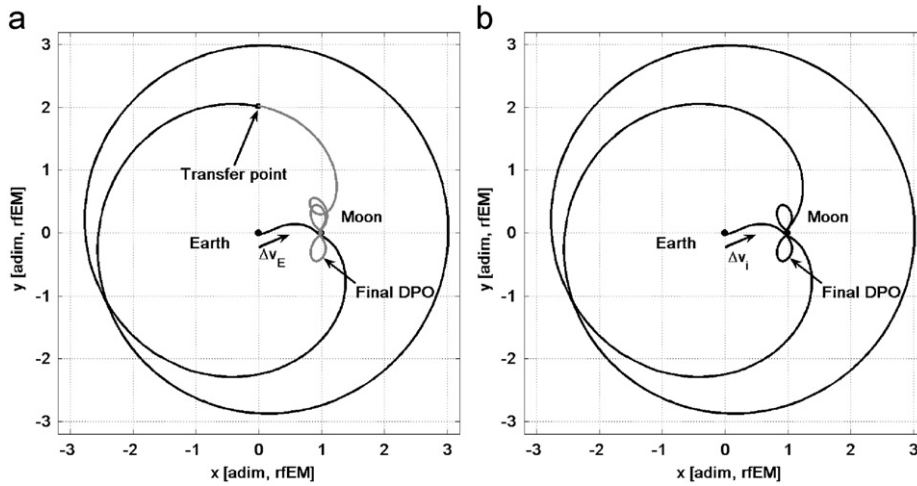 a
3
2
1
0
-1
-2
-3
y [adim, rfEM]
Transfer point
Moon
Earth
Δv_E
Final DPO
-3 -2 -1 0 1 2 3
x [adim, rfEM]
b
3
2
1
0
-1
-2
-3
y [adim, rfEM]
Moon
Earth
Δv_i
Final DPO
-3 -2 -1 0 1 2 3
x [adim, rfEM]